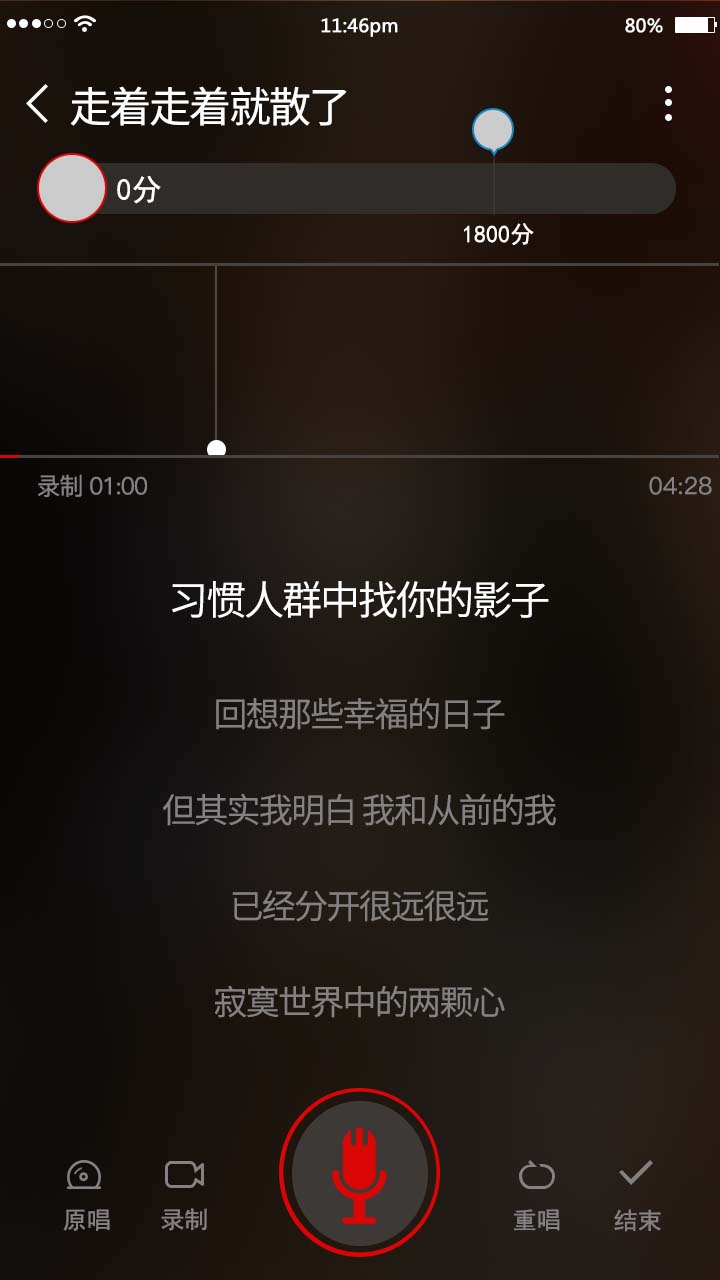 11:46pm 80%
走着走着就散了
0分
1800分
录制 01:00 04:28
习惯人群中找你的影子
回想那些幸福的日子
但其实我明白 我和从前的我
已经分开很远很远
寂寞世界中的两颗心
原唱 录制 重唱 结束